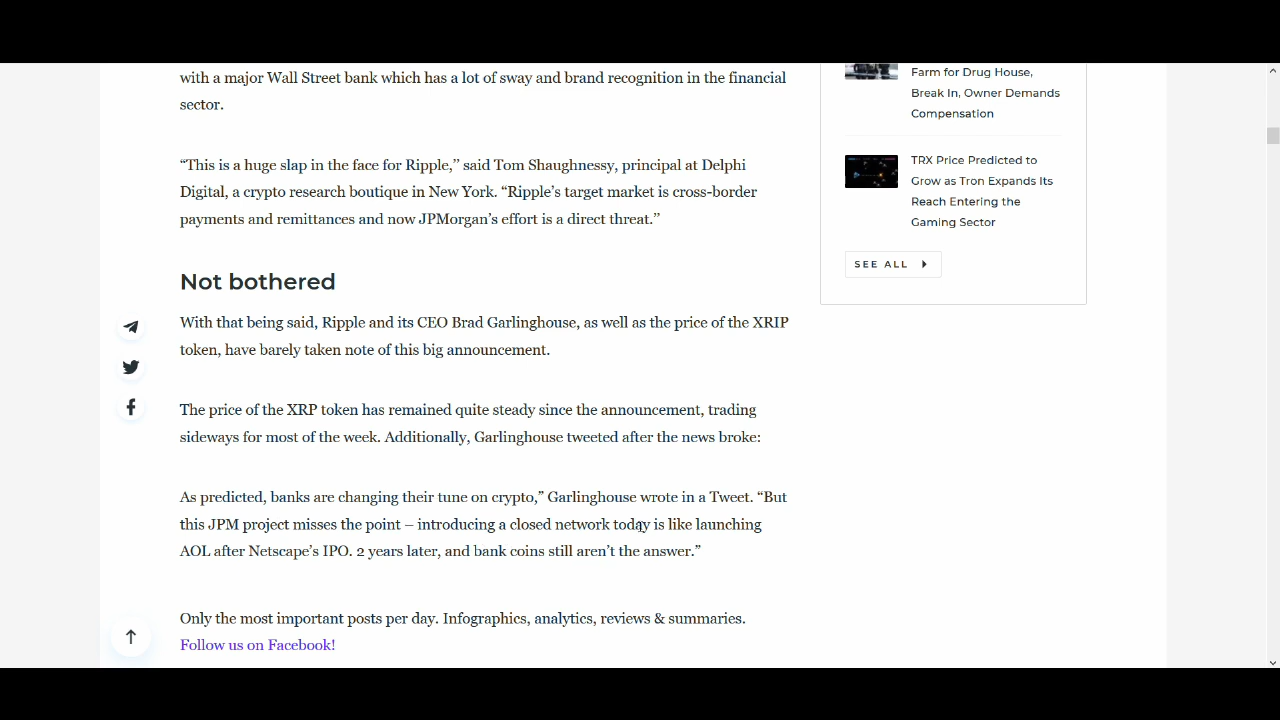 with a major Wall Street bank which has a lot of sway and brand recognition in the financial
sector.
“This is a huge slap in the face for Ripple,” said Tom Shaughnessy, principal at Delphi
Digital, a crypto research boutique in New York. “Ripple’s target market is cross-border
payments and remittances and now JPMorgan’s effort is a direct threat.”
Not bothered
With that being said, Ripple and its CEO Brad Garlinghouse, as well as the price of the XRIP
token, have barely taken note of this big announcement.
The price of the XRP token has remained quite steady since the announcement, trading
sideways for most of the week. Additionally, Garlinghouse tweeted after the news broke:
As predicted, banks are changing their tune on crypto,” Garlinghouse wrote in a Tweet. “But
this JPM project misses the point – introducing a closed network today is like launching
AOL after Netscape’s IPO. 2 years later, and bank coins still aren’t the answer.”
Only the most important posts per day. Infographics, analytics, reviews & summaries.
Follow us on Facebook!
Farm for Drug House,
Break In, Owner Demands
Compensation
TRX Price Predicted to
Grow as Tron Expands Its
Reach Entering the
Gaming Sector
SEE ALL